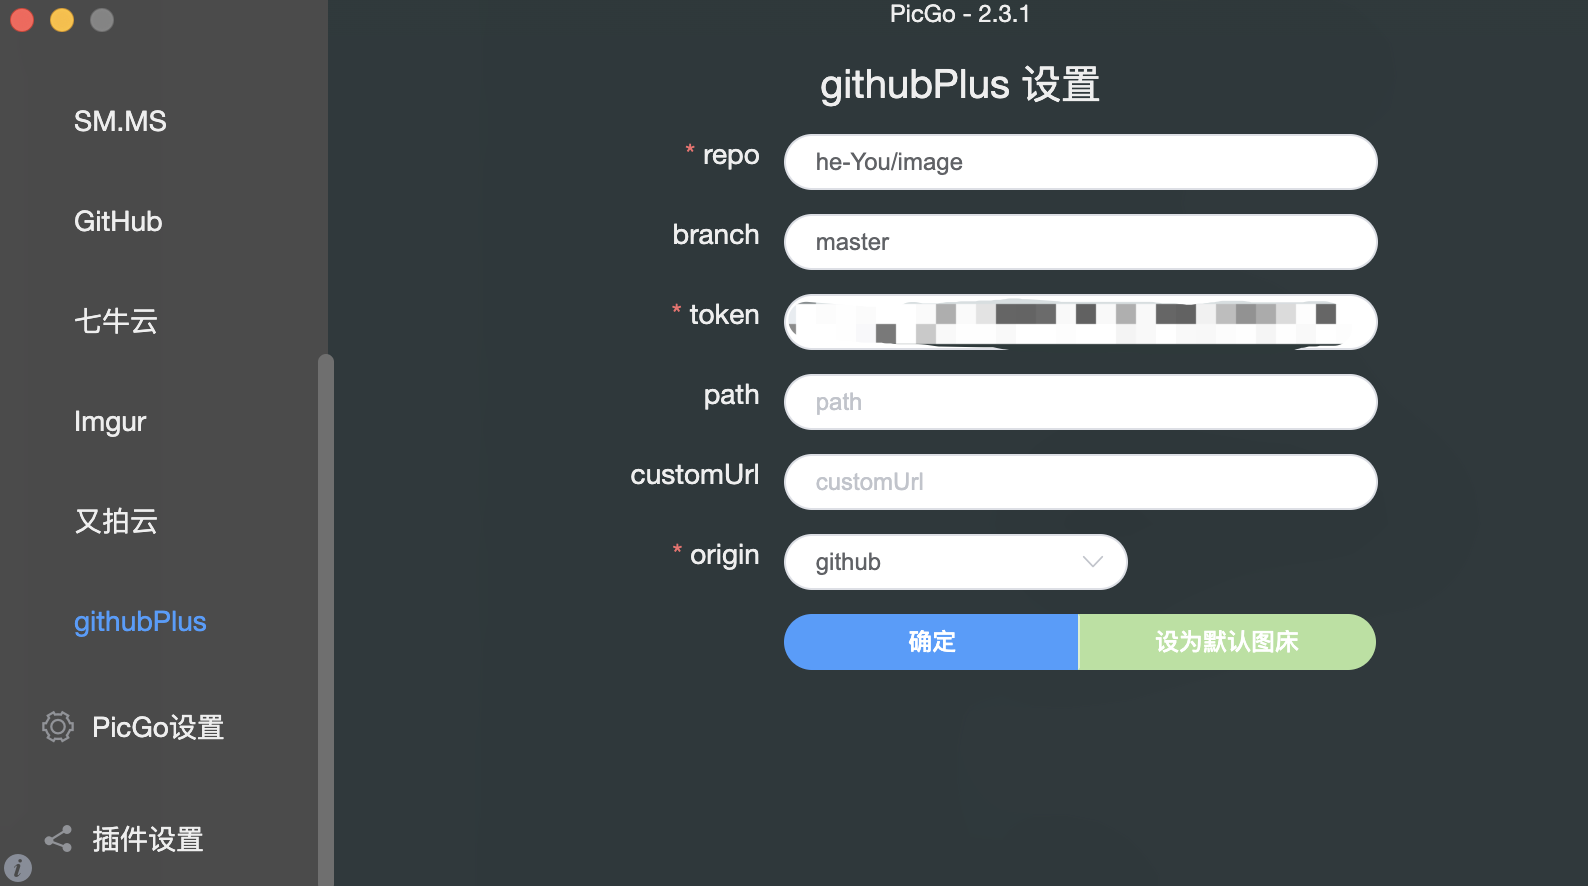 PicGo - 2.3.1
SM.MS
GitHub
七牛云
Imgur
又拍云
githubPlus
PicGo设置
插件设置
githubPlus 设置
* repo
he-You/image
branch
master
* token
path
path
customUrl
customUrl
* origin
github
确定
设为默认图床